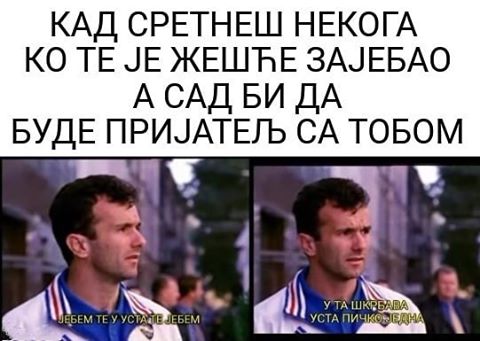 КАД СРЕТНЕШ НЕКОГА
КО ТЕ ЈЕ ЖЕШЋЕ ЗАЈЕБАО
А САД БИ ДА
БУДЕ ПРИЈАТЕЉ СА ТОБОМ
ЈЕБЕМ ТЕ У УСТА ТЕ ЈЕБЕМ
У ТА ШКРБАВА
УСТА ПИЧКО ЈЕДНА